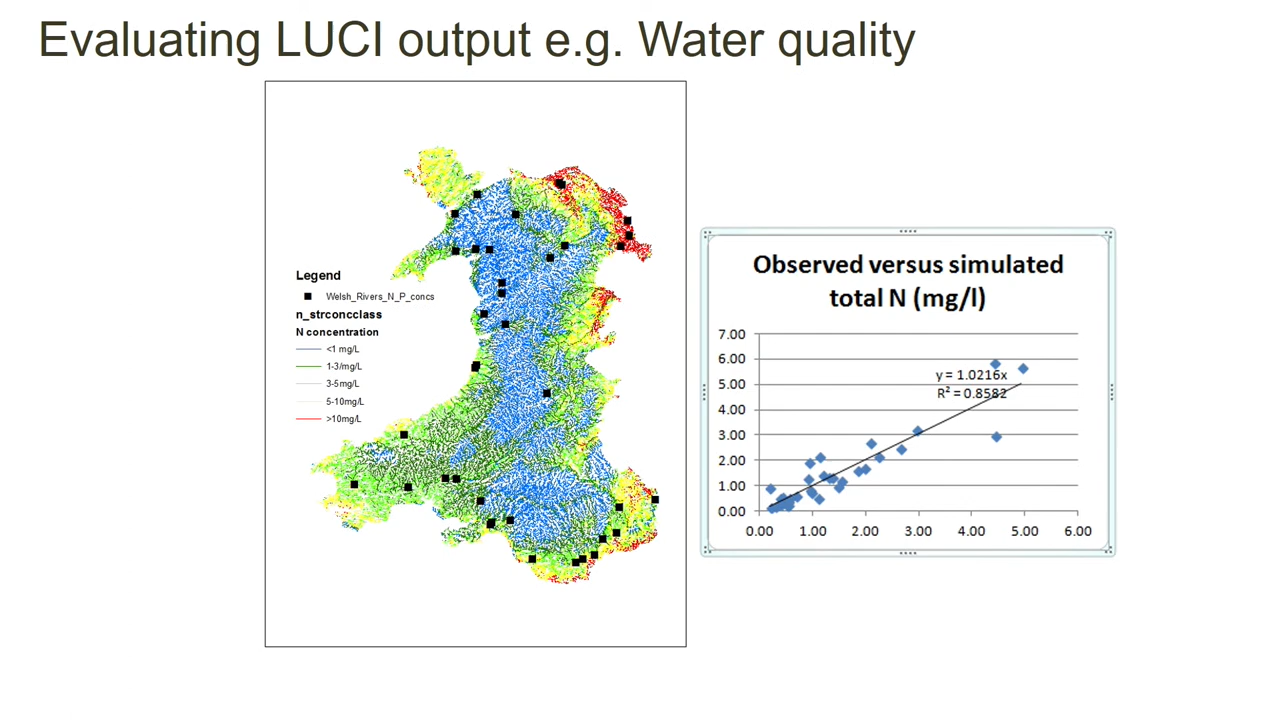 Evaluating LUCI output e.g. Water quality
Legend
Welsh_Rivers_N_P_concs
n_strconcclass
N concentration
<1 mg/L
1-3/mg/L
3-5mg/L
5-10mg/L
>10mg/L
Observed versus simulated
total N (mg/l)
7.00
6.00
5.00
4.00
3.00
2.00
1.00
0.00
y = 1.0216x
R² = 0.8582
0.00 1.00 2.00 3.00 4.00 5.00 6.00